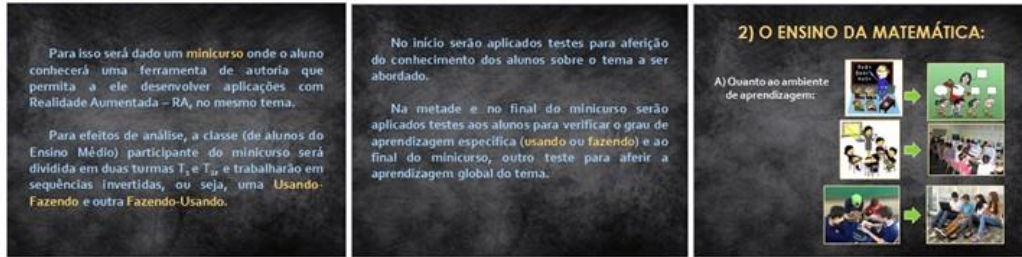 Para isso será dado um minicurso onde o aluno
conhecerá uma ferramenta de autoria que
permita a ele desenvolver aplicações com
Realidade Aumentada – RA, no mesmo tema.
Para efeitos de análise, a classe (de alunos do
Ensino Médio) participante do minicurso será
dividida em duas turmas T₁ e T₂, e trabalharão em
sequências invertidas, ou seja, uma Usando-
Fazendo e outra Fazendo-Usando.
No início serão aplicados testes para aferição
do conhecimento dos alunos sobre o tema a ser
abordado.
Na metade e no final do minicurso serão
aplicados testes aos alunos para verificar o grau de
aprendizagem específica (usando ou fazendo) e ao
final do minicurso, outro teste para aferir a
aprendizagem global do tema.
2) O ENSINO DA MATEMÁTICA:
A) Quanto ao ambiente
de aprendizagem: